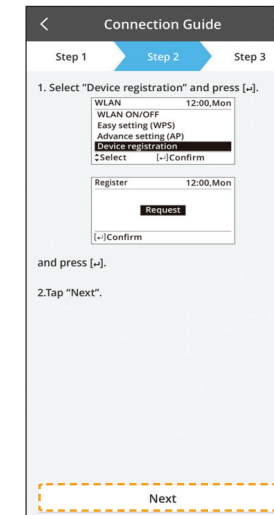 Connection Guide
Step 1 Step 2 Step 3
1. Select "Device registration" and press [↵].
WLAN 12:00,Mon
WLAN ON/OFF
Easy setting (WPS)
Advance setting (AP)
Device registration
Select [↵]Confirm
Register 12:00,Mon
Request
[↵]Confirm
and press [↵].
2.Tap "Next".
Next